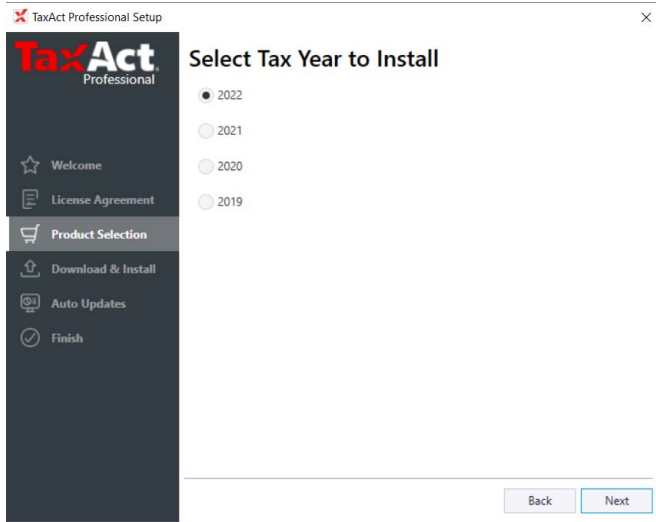 TaxAct Professional Setup
TaxAct.
Professional
Welcome
License Agreement
Product Selection
Download & Install
Auto Updates
Finish
Select Tax Year to Install
2022
2021
2020
2019
Back
Next